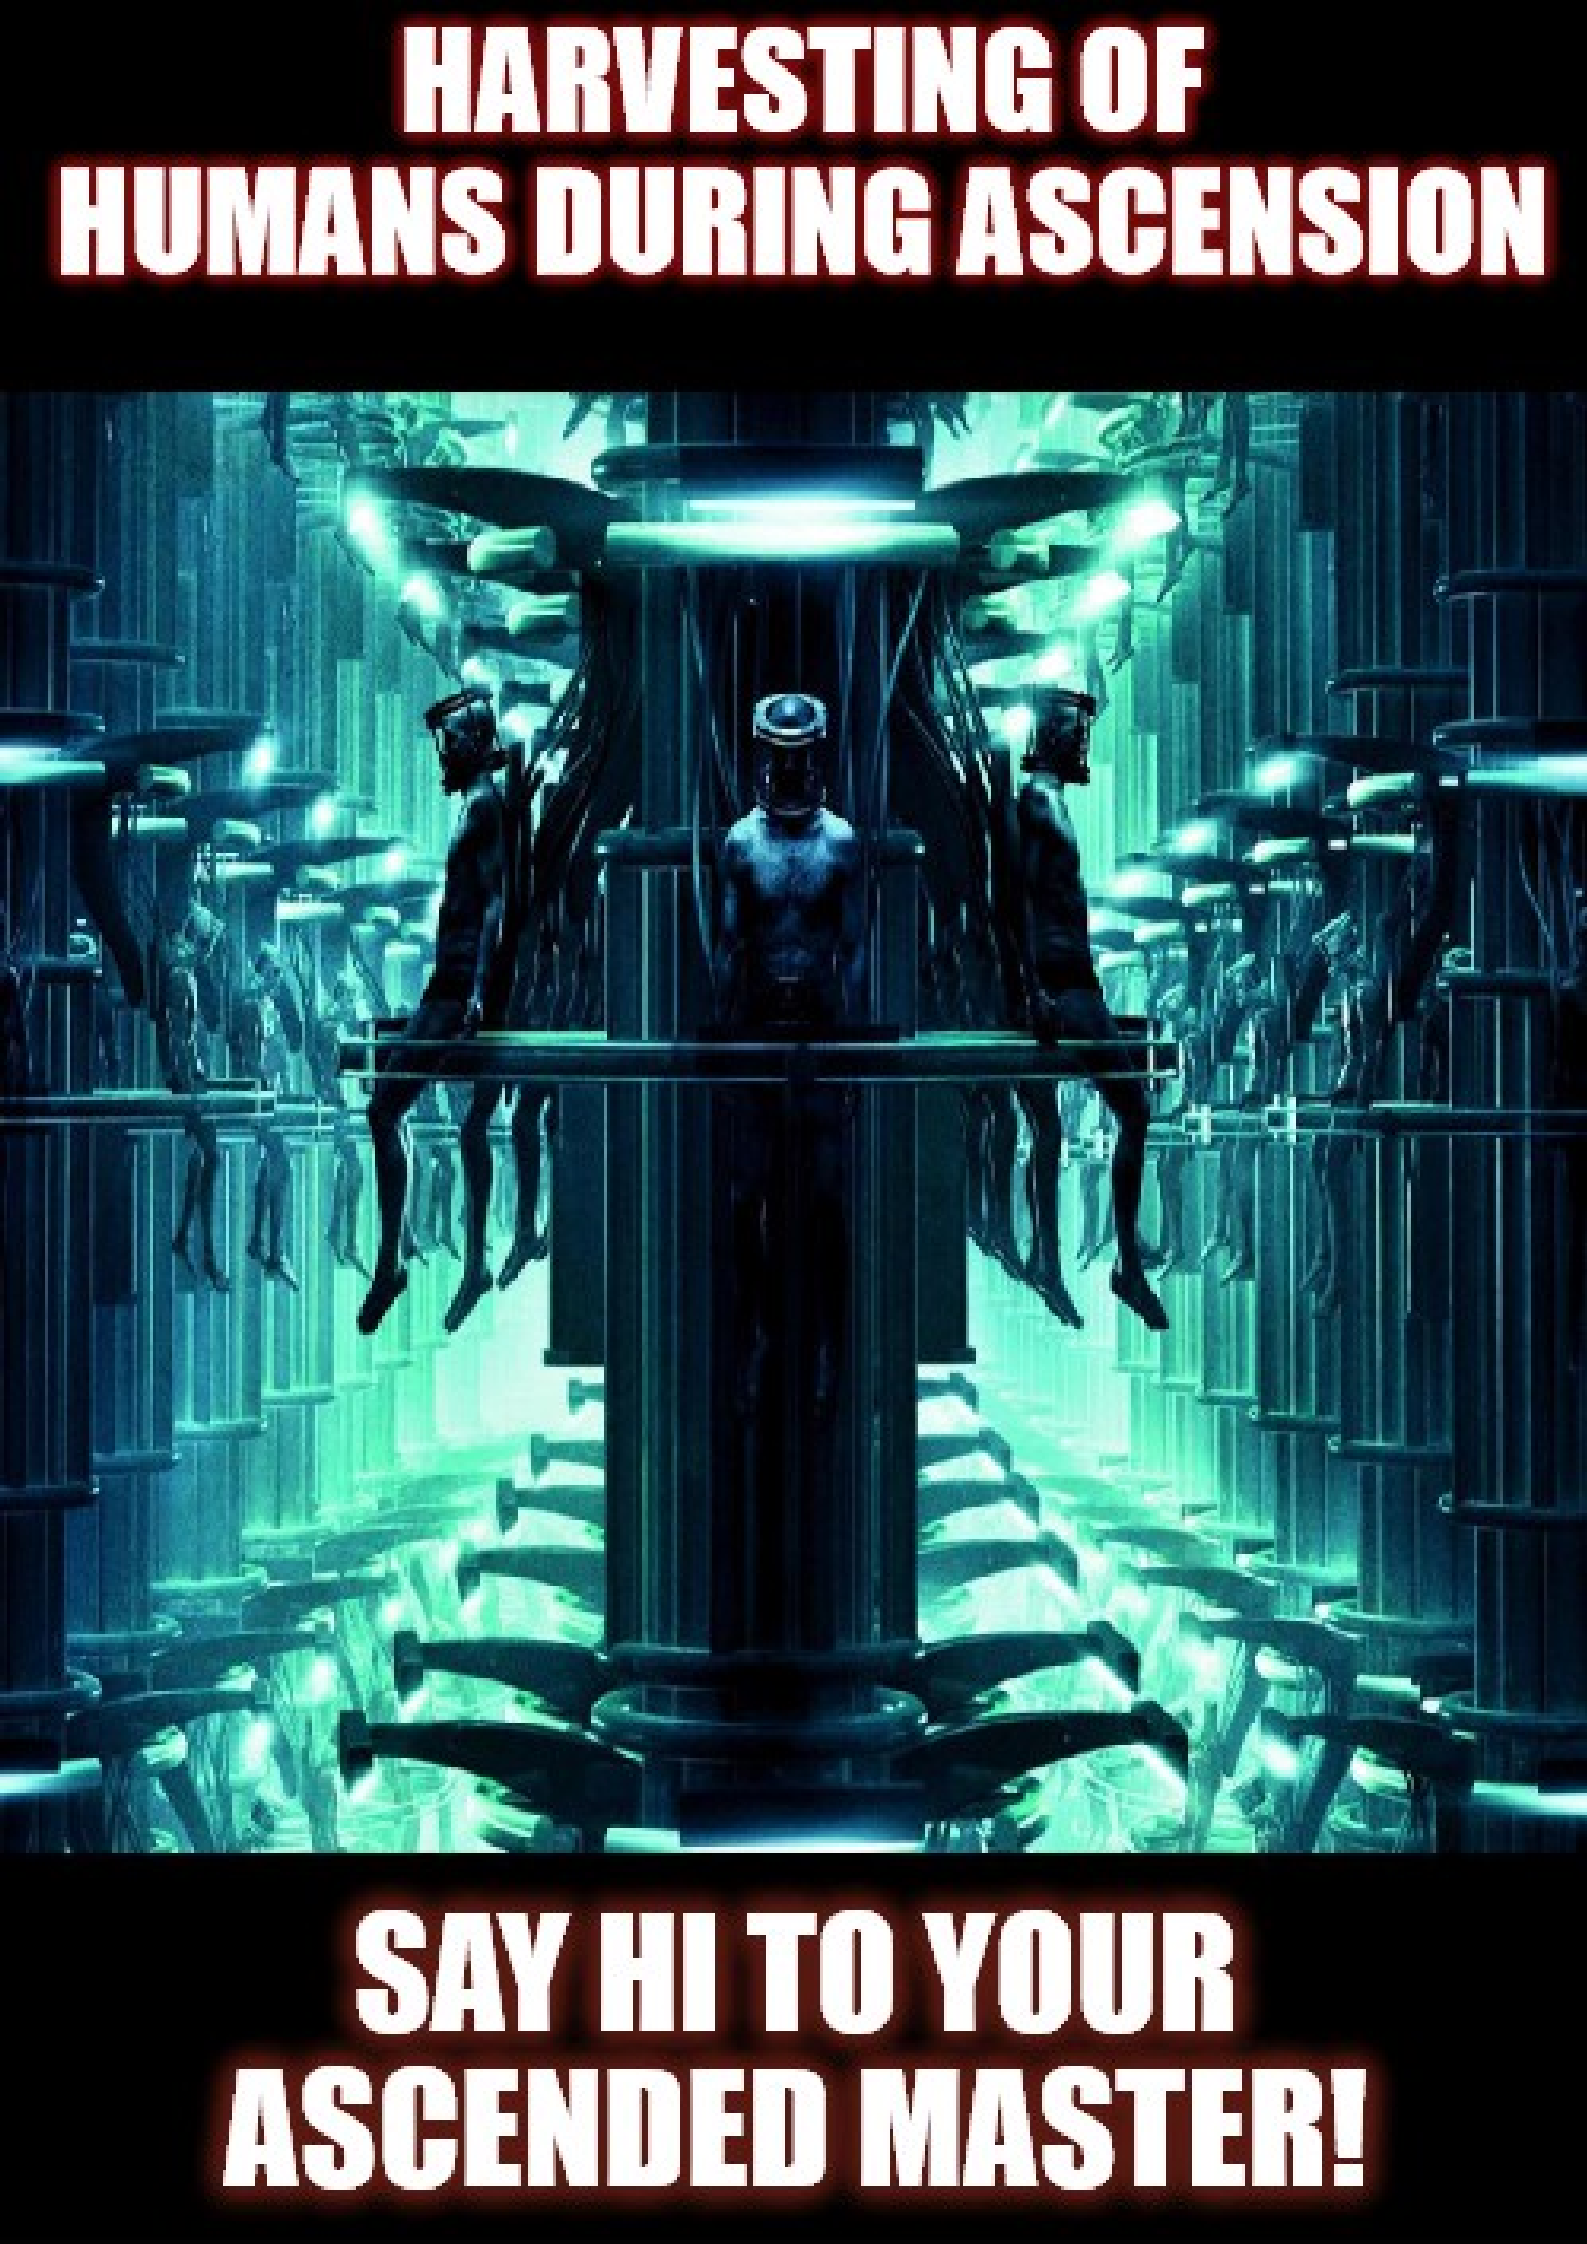 HARVESTING OF
HUMANS DURING ASCENSION
SAY HI TO YOUR
ASCENDED MASTER!